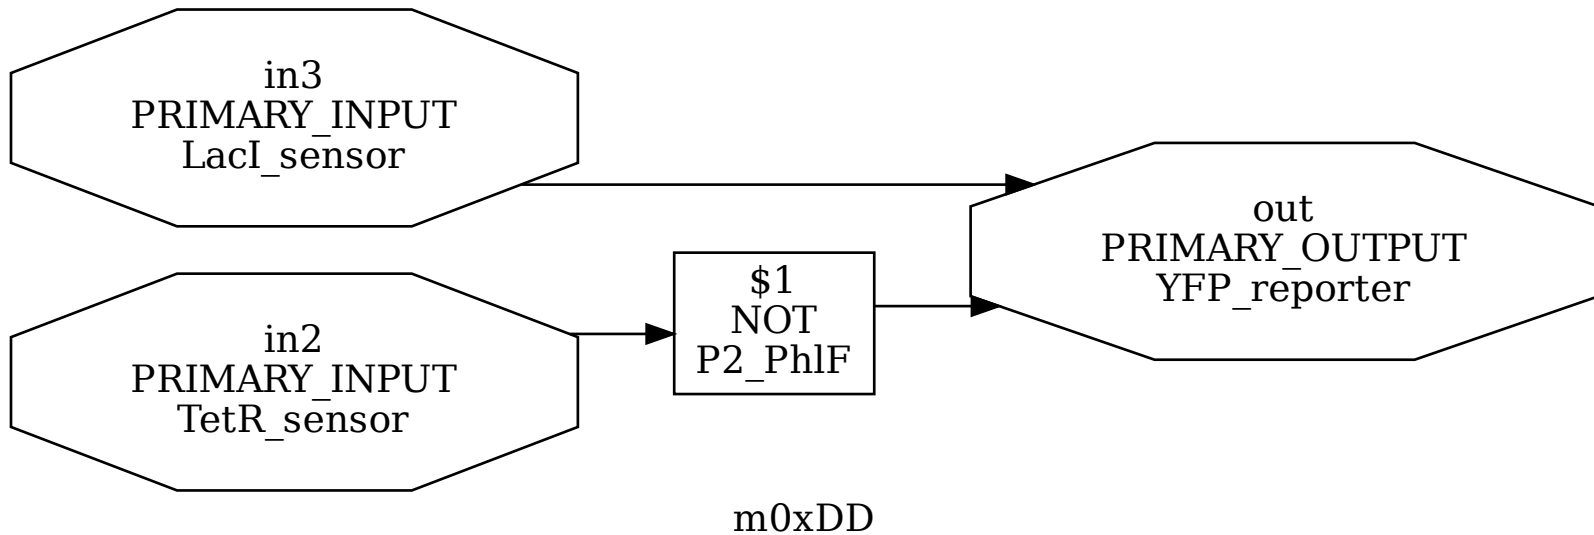 in3
PRIMARY_INPUT
LacI_sensor
in2
PRIMARY_INPUT
TetR_sensor
$1
NOT
P2_PhlF
out
PRIMARY_OUTPUT
YFP_reporter
m0xDD